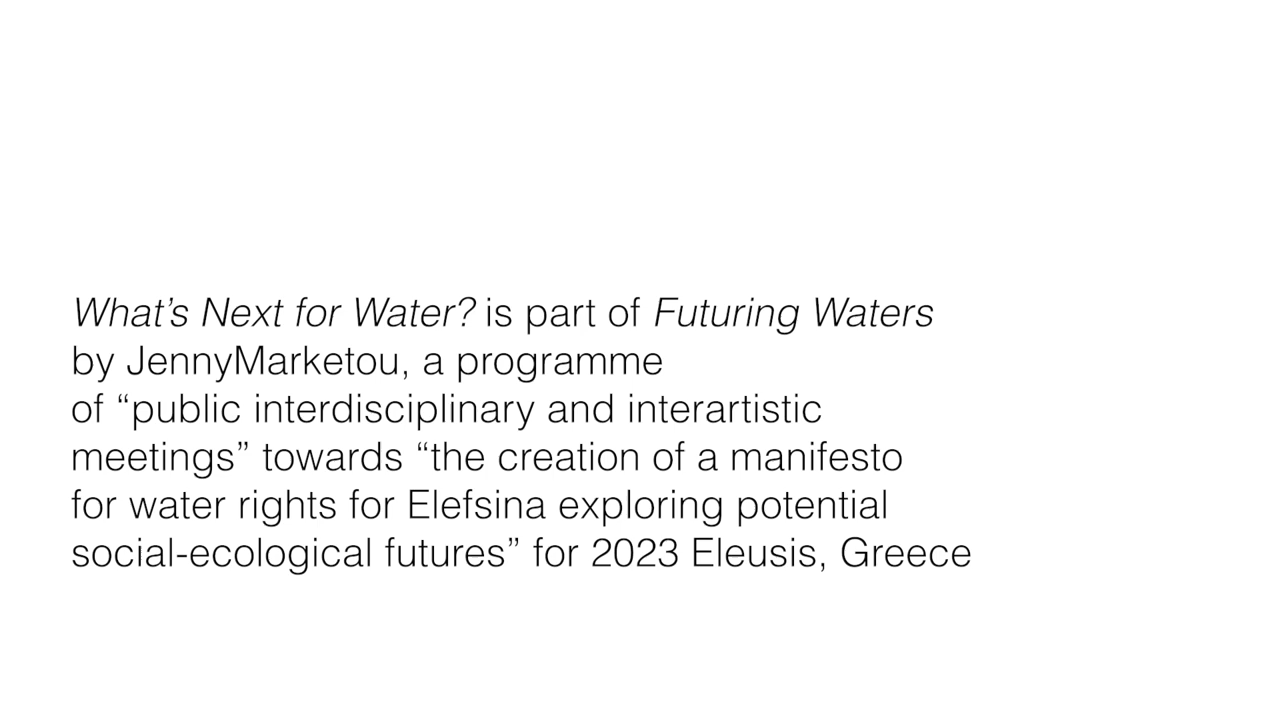 What’s Next for Water? is part of Futuring Waters
by JennyMarketou, a programme
of “public interdisciplinary and interartistic
meetings” towards “the creation of a manifesto
for water rights for Elefsina exploring potential
social-ecological futures” for 2023 Eleusis, Greece